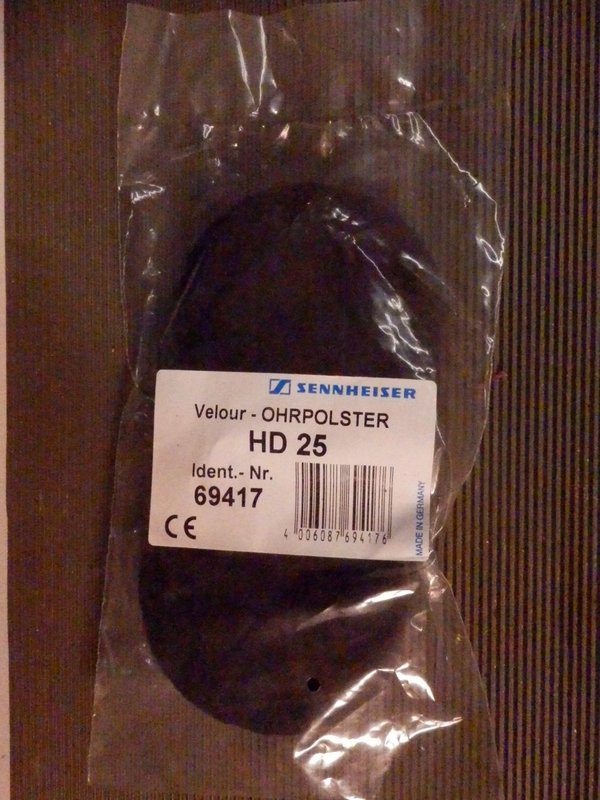 SENNHEISER
Velour - OHRPOLSTER
HD 25
Ident.- Nr.
69417
CE
4 006087 694176
MADE IN GERMANY